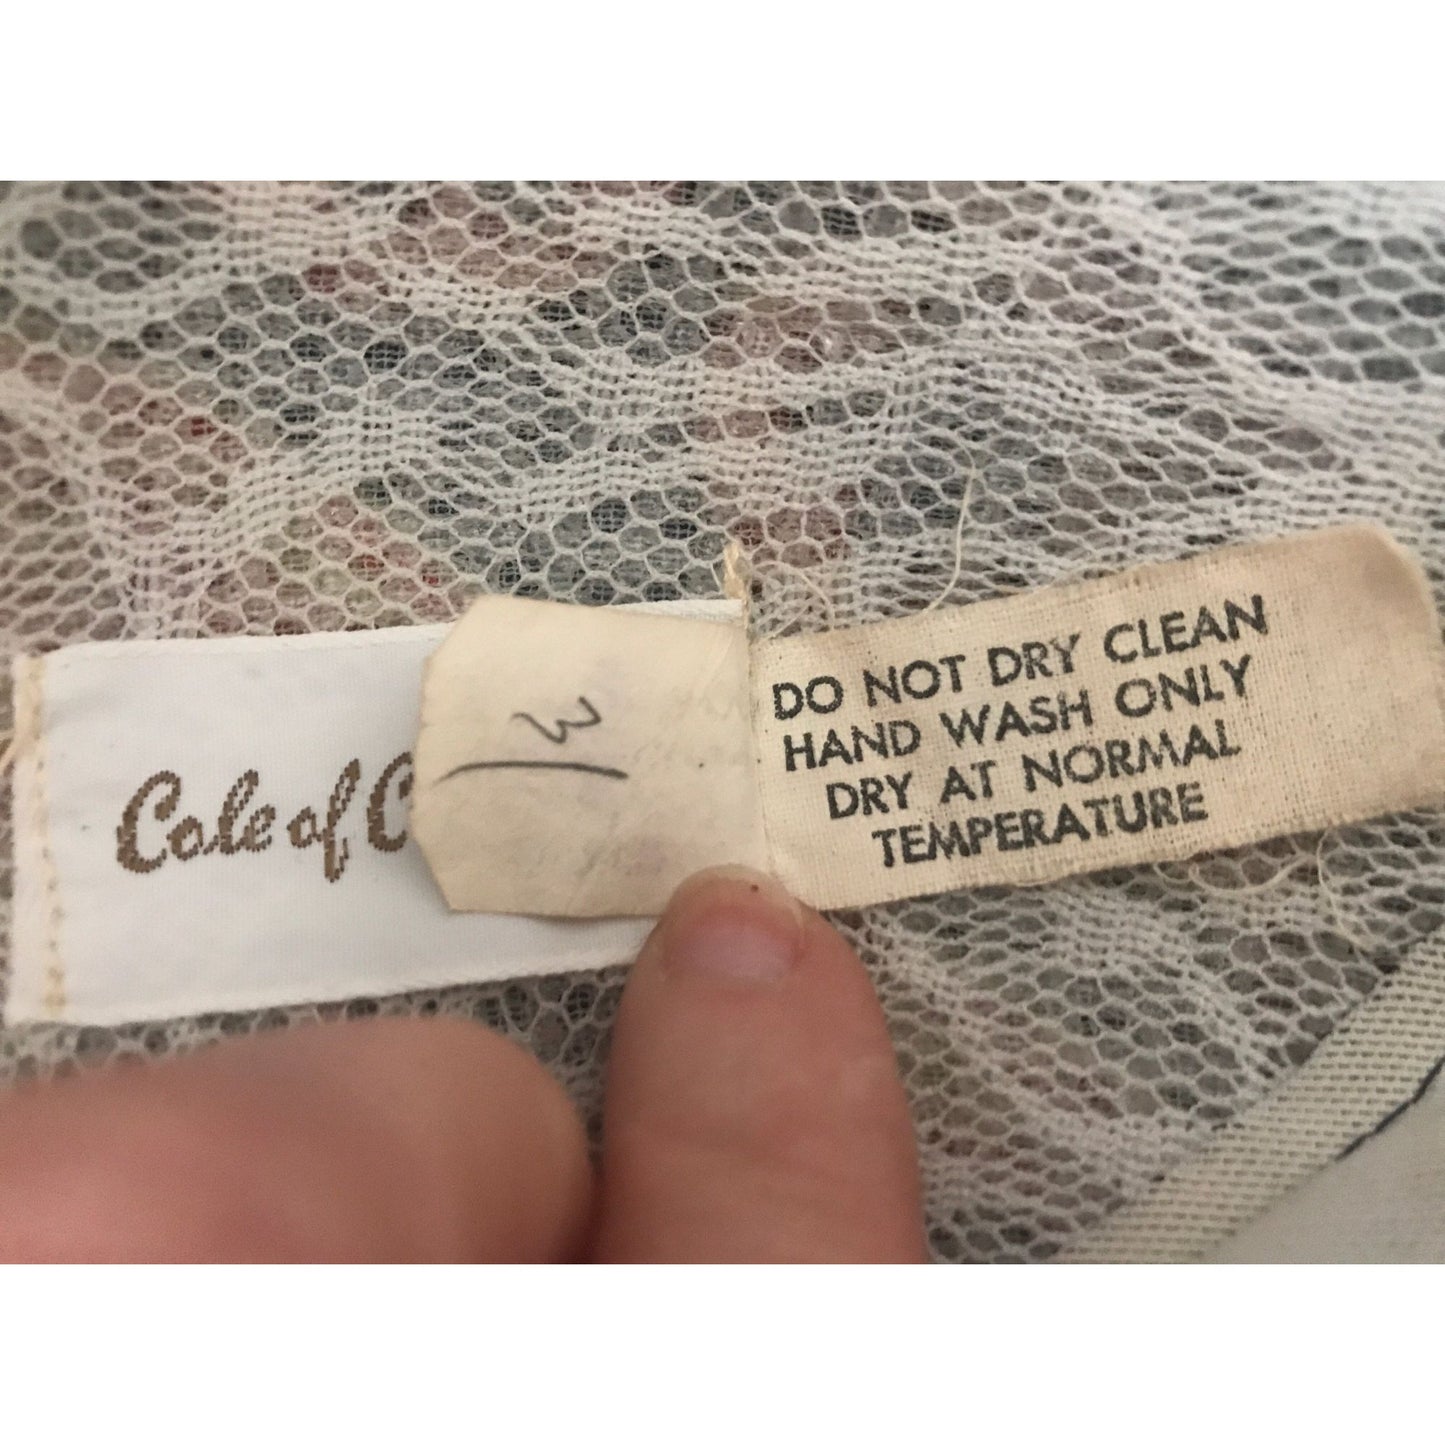 Cole of C
3
DO NOT DRY CLEAN
HAND WASH ONLY
DRY AT NORMAL
TEMPERATURE